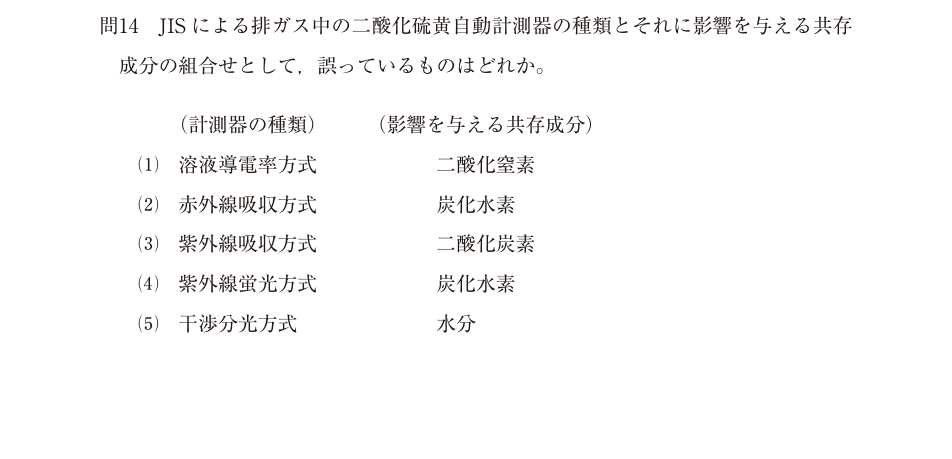 問14 JIS による排ガス中の二酸化硫黄自動計測器の種類とそれに影響を与える共存
成分の組合せとして，誤っているものはどれか。
（計測器の種類） （影響を与える共存成分）
⑴ 溶液導電率方式 二酸化窒素
⑵ 赤外線吸収方式 炭化水素
⑶ 紫外線吸収方式 二酸化炭素
⑷ 紫外線蛍光方式 炭化水素
⑸ 干渉分光方式 水分